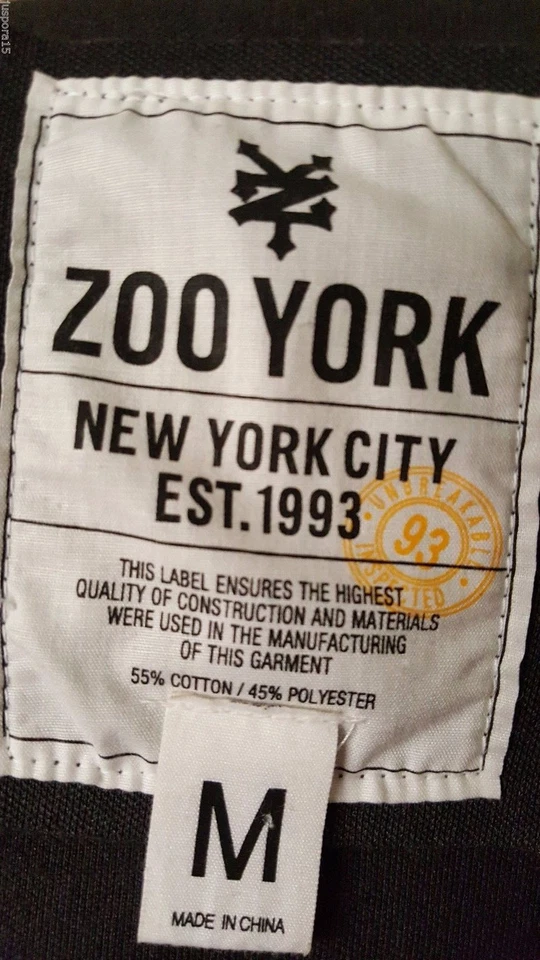 luspora15
ZOO YORK
NEW YORK CITY
EST.1993
UNBREAKABLE
93
INSPECTED
THIS LABEL ENSURES THE HIGHEST
QUALITY OF CONSTRUCTION AND MATERIALS
WERE USED IN THE MANUFACTURING
OF THIS GARMENT
55% COTTON / 45% POLYESTER
M
MADE IN CHINA